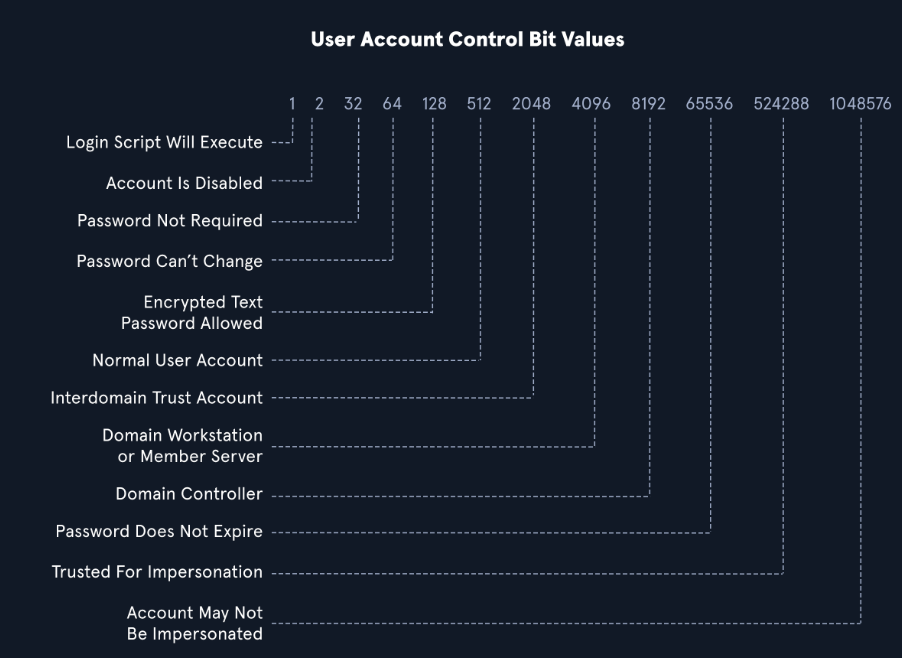 User Account Control Bit Values
1 2 32 64 128 512 2048 4096 8192 65536 524288 1048576
Login Script Will Execute
Account Is Disabled
Password Not Required
Password Can’t Change
Encrypted Text
Password Allowed
Normal User Account
Interdomain Trust Account
Domain Workstation
or Member Server
Domain Controller
Password Does Not Expire
Trusted For Impersonation
Account May Not
Be Impersonated